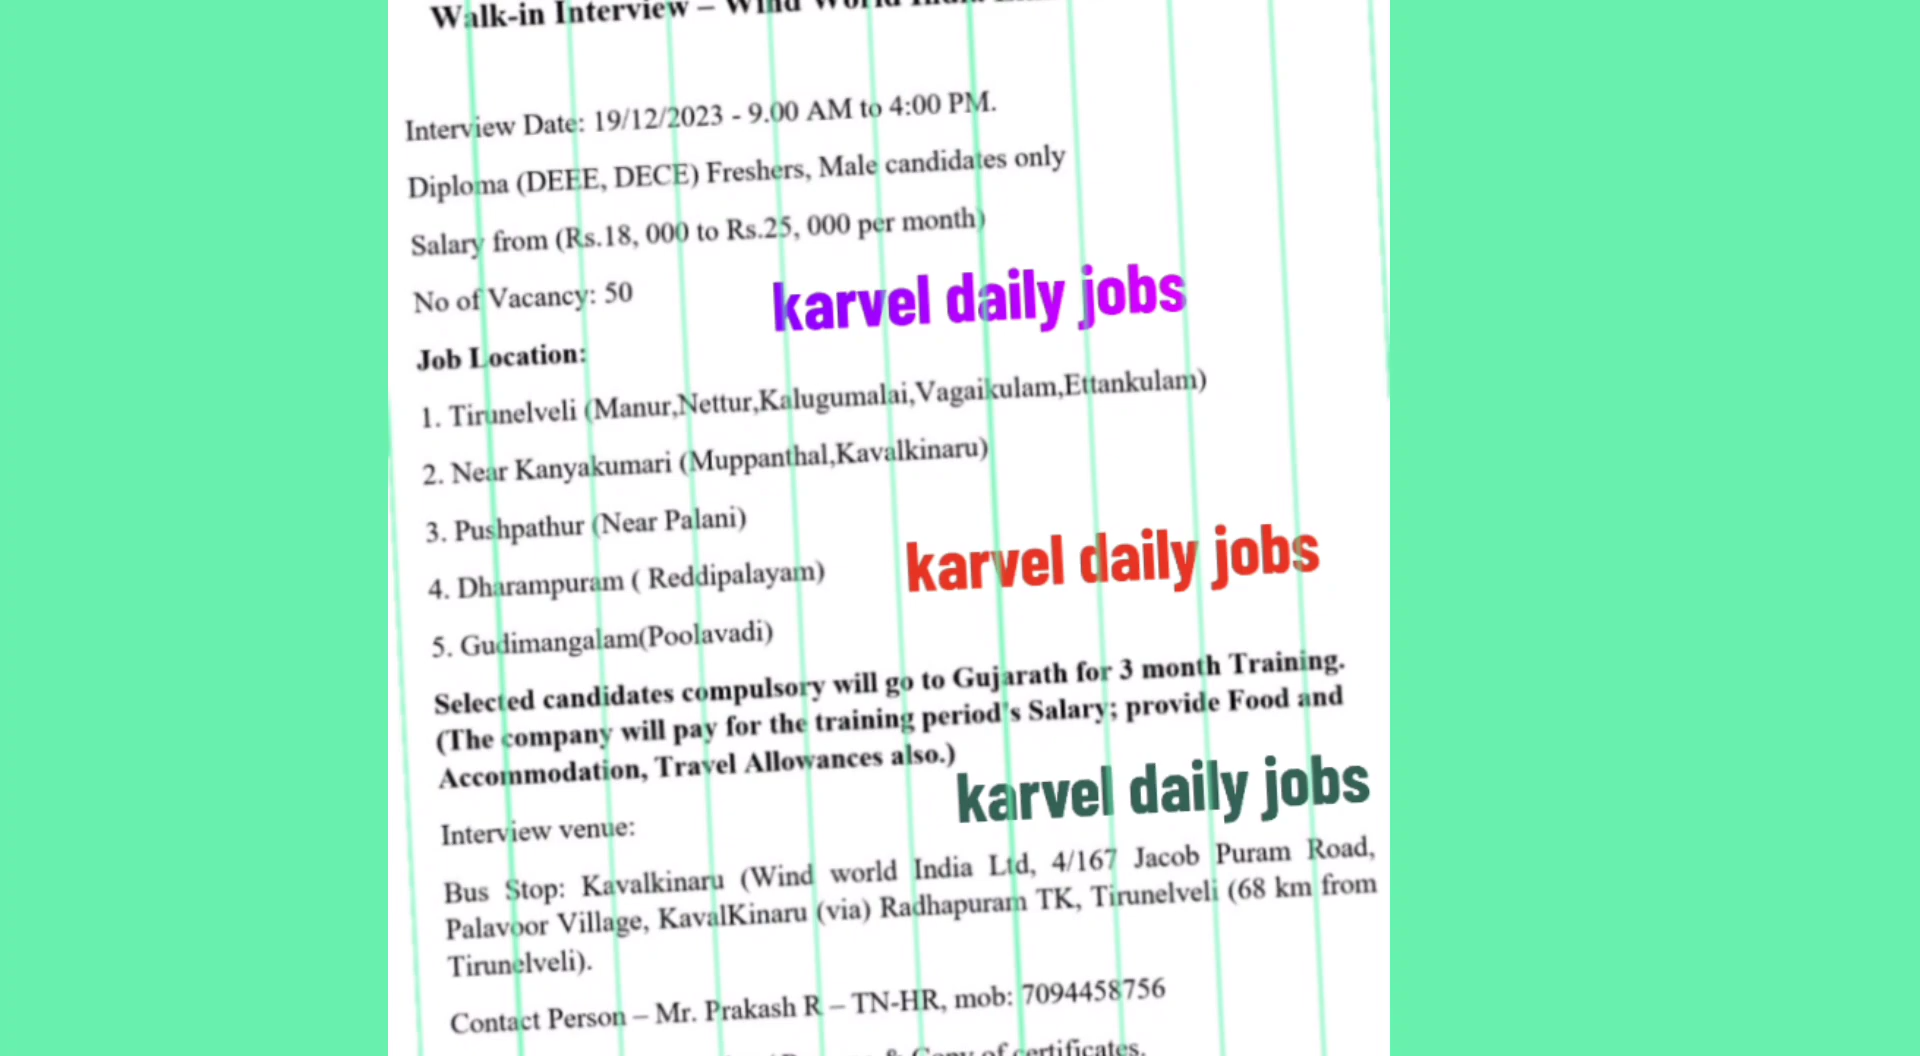 Walk-in Interview – Wind World India
Interview Date: 19/12/2023 - 9.00 AM to 4:00 PM.
Diploma (DEEE, DECE) Freshers, Male candidates only
Salary from (Rs.18, 000 to Rs.25, 000 per month)
No of Vacancy: 50
karvel daily jobs
Job Location:
1. Tirunelveli (Manur,Nettur,Kalugumalai,Vagaikulam,Ettankulam)
2. Near Kanyakumari (Muppanthal,Kavalkinaru)
3. Pushpathur (Near Palani)
karvel daily jobs
4. Dharampuram ( Reddipalayam)
5. Gudimangalam(Poolavadi)
Selected candidates compulsory will go to Gujarath for 3 month Training.
(The company will pay for the training period's Salary; provide Food and
Accommodation, Travel Allowances also.)
karvel daily jobs
Interview venue:
Bus Stop: Kavalkinaru (Wind world India Ltd, 4/167 Jacob Puram Road,
Palavoor Village, KavalKinaru (via) Radhapuram TK, Tirunelveli (68 km from
Tirunelveli).
Contact Person – Mr. Prakash R – TN-HR, mob: 7094458756
& Copy of certificates.